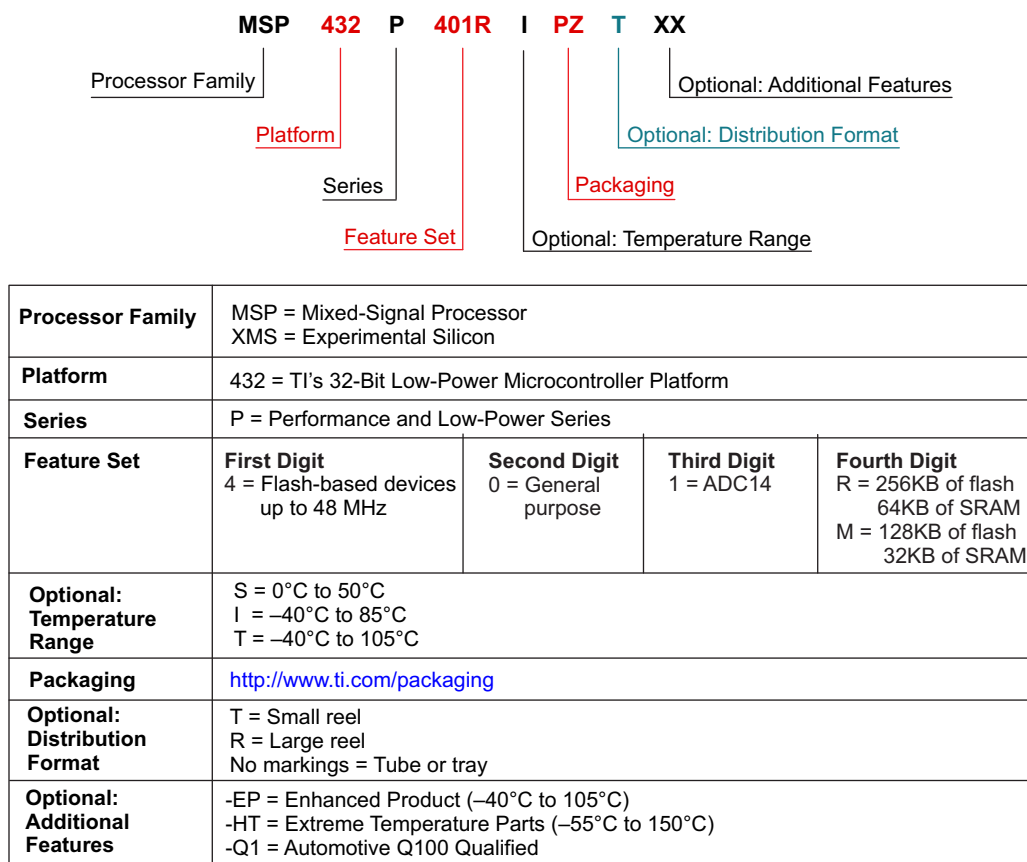 MSP 432 P 401R I PZ T XX
Processor Family
Optional: Additional Features
Platform
Optional: Distribution Format
Series
Packaging
Feature Set
Optional: Temperature Range
Processor Family
MSP = Mixed-Signal Processor
XMS = Experimental Silicon
Platform
432 = TI's 32-Bit Low-Power Microcontroller Platform
Series
P = Performance and Low-Power Series
Feature Set
First Digit
4 = Flash-based devices
up to 48 MHz
Second Digit
0 = General
purpose
Third Digit
1 = ADC14
Fourth Digit
R = 256KB of flash
64KB of SRAM
M = 128KB of flash
32KB of SRAM
Optional:
Temperature
Range
S = 0°C to 50°C
I = –40°C to 85°C
T = –40°C to 105°C
Packaging
http://www.ti.com/packaging
Optional:
Distribution
Format
T = Small reel
R = Large reel
No markings = Tube or tray
Optional:
Additional
Features
-EP = Enhanced Product (–40°C to 105°C)
-HT = Extreme Temperature Parts (–55°C to 150°C)
-Q1 = Automotive Q100 Qualified